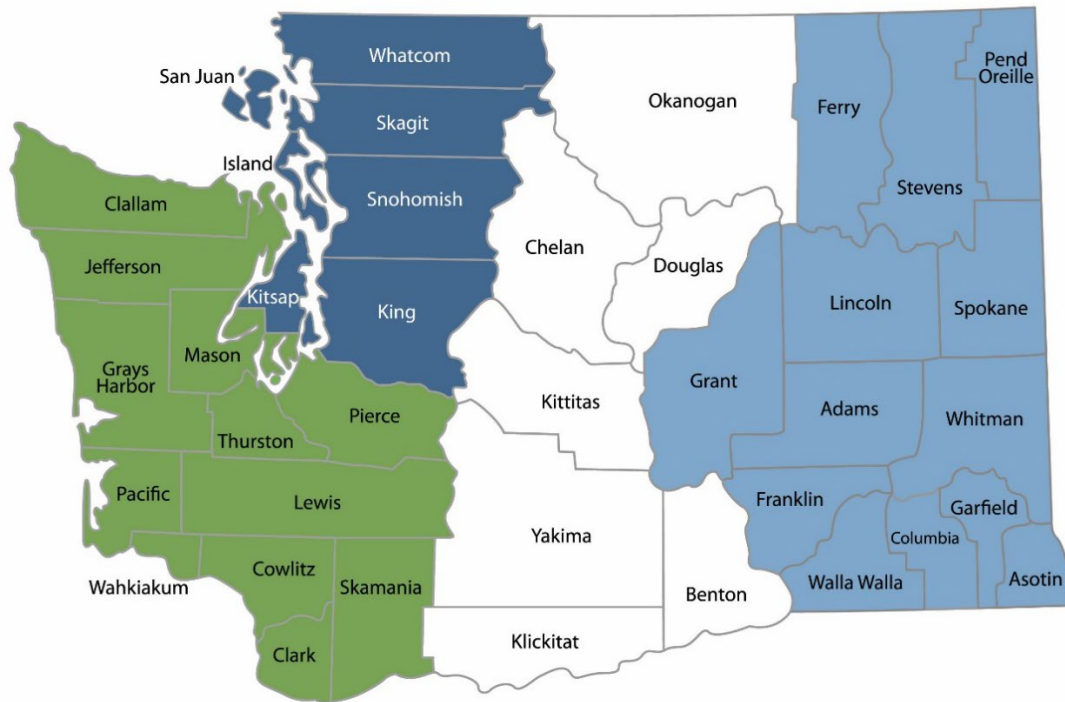 Whatcom
San Juan
Pend
Oreille
Okanogan
Ferry
Skagit
Island
Stevens
Snohomish
Clallam
Chelan
Douglas
Jefferson
Kitsap
Lincoln
Spokane
King
Mason
Grays
Harbor
Grant
Kittitas
Adams
Pierce
Whitman
Thurston
Pacific
Lewis
Franklin
Garfield
Yakima
Columbia
Cowlitz
Wahkiakum
Skamania
Walla Walla
Asotin
Benton
Klickitat
Clark